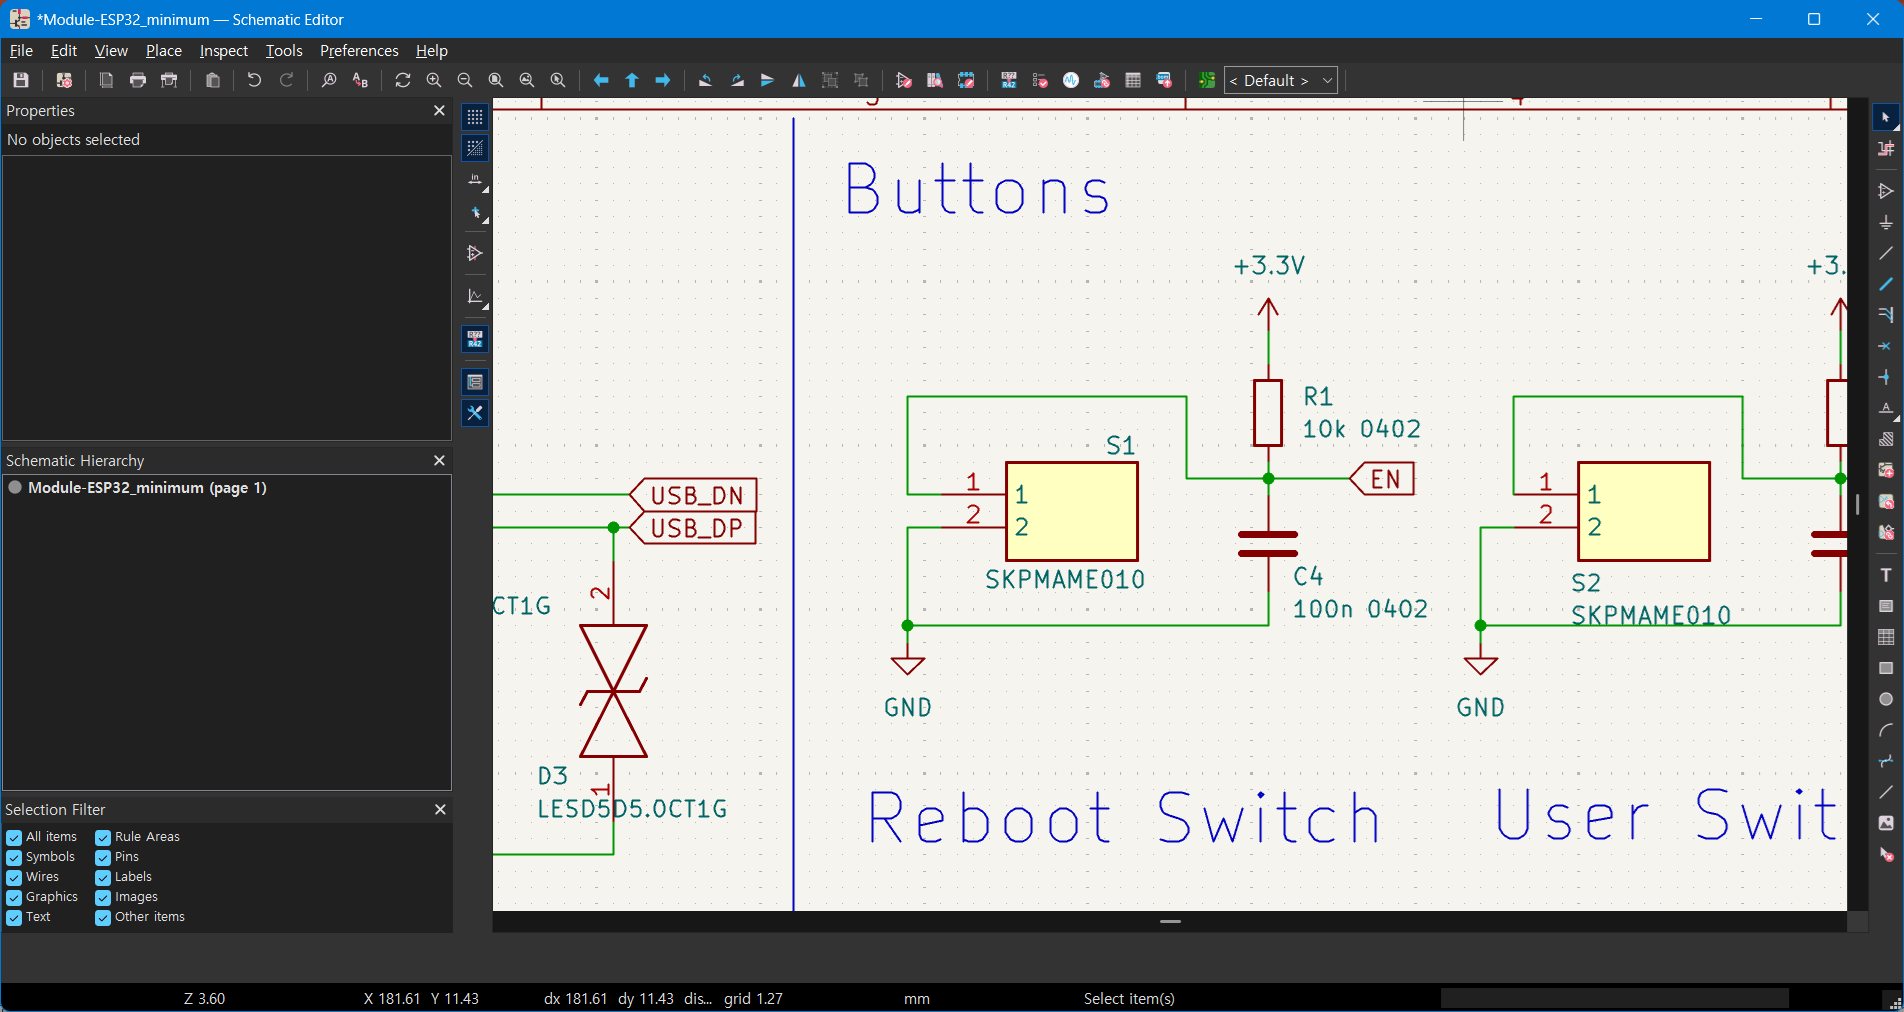 *Module-ESP32_minimum — Schematic Editor
File Edit View Place Inspect Tools Preferences Help
< Default >
Properties
No objects selected
Schematic Hierarchy
Module-ESP32_minimum (page 1)
Selection Filter
All items Rule Areas
Symbols Pins
Wires Labels
Graphics Images
Text Other items
Buttons
+3.3V
+3.
R1
10k 0402
S1
1
1
2
2
SKPMAME010
EN
C4
100n 0402
GND
1
1
2
2
S2
SKPMAME010
GND
USB_DN
USB_DP
CT1G
2
D3
1
LESD5D5.0CT1G
Reboot Switch
User Swit
Z 3.60
X 181.61 Y 11.43
dx 181.61 dy 11.43 dis...
grid 1.27
mm
Select item(s)